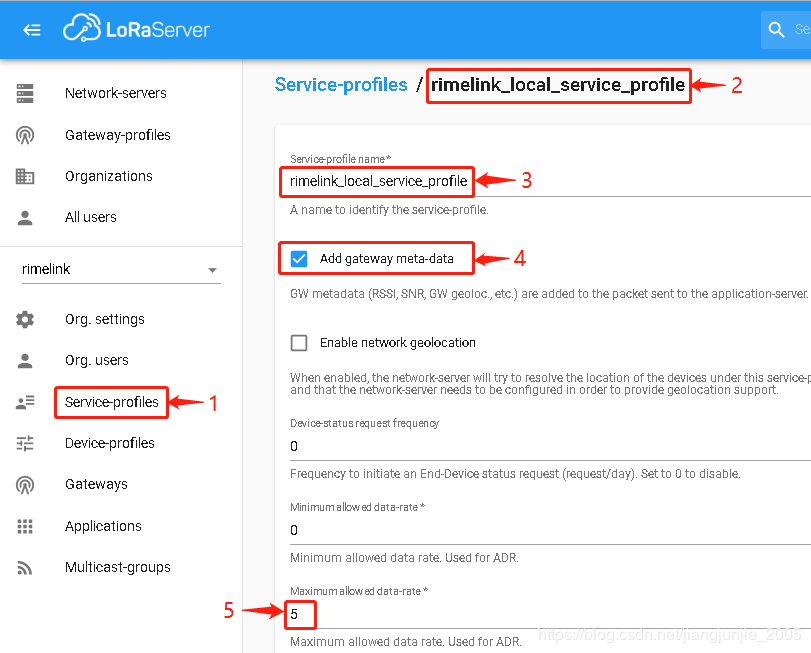 LoRaServer
Se
Network-servers
Gateway-profiles
Organizations
All users
rimelink
Org. settings
Org. users
Service-profiles
1
Device-profiles
Gateways
Applications
Multicast-groups
Service-profiles / rimelink_local_service_profile
2
Service-profile name *
rimelink_local_service_profile
3
A name to identify the service-profile.
Add gateway meta-data
4
GW metadata (RSSI, SNR, GW geoloc., etc.) are added to the packet sent to the application-server.
Enable network geolocation
When enabled, the network-server will try to resolve the location of the devices under this service-p
and that the network-server needs to be configured in order to provide geolocation support.
Device-status request frequency
0
Frequency to initiate an End-Device status request (request/day). Set to 0 to disable.
Minimum allowed data-rate *
0
Minimum allowed data rate. Used for ADR.
Maximum allowed data-rate *
5
5
Maximum allowed data rate. Used for ADR.
https://blog.csdn.net/jiangjunjie_2005